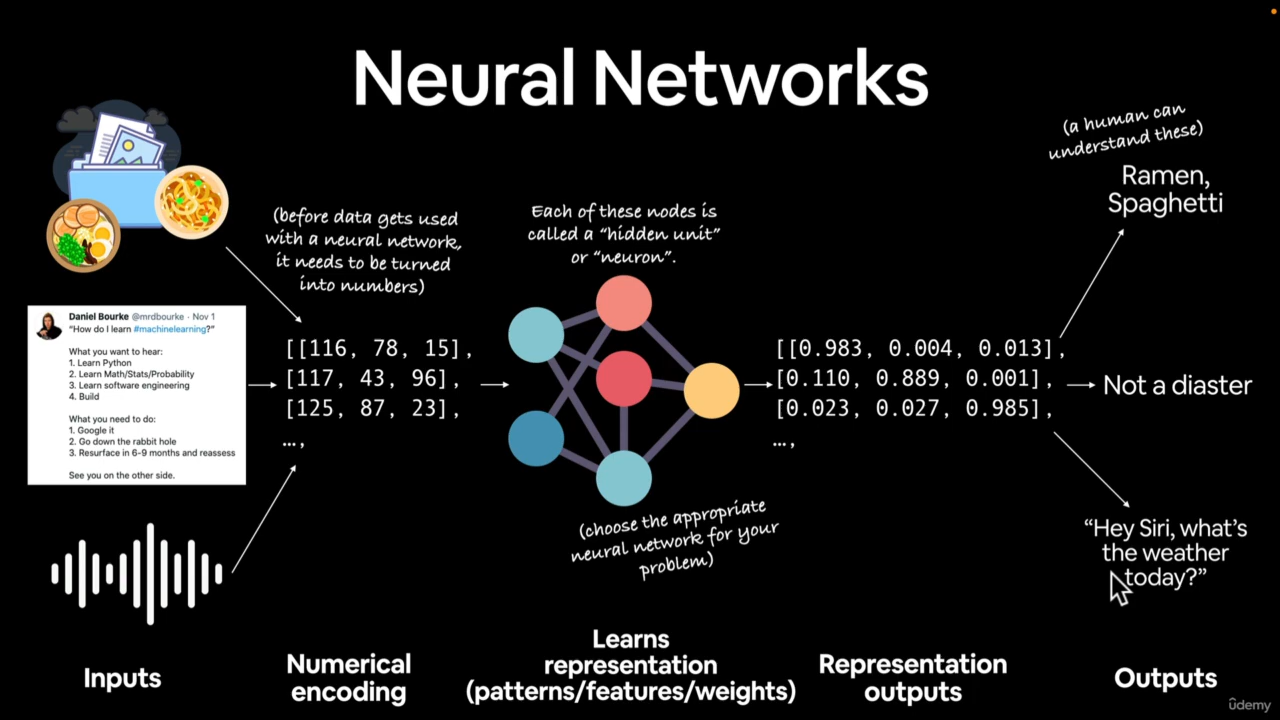 Neural Networks
(a human can
understand these)
Ramen,
Spaghetti
(before data gets used
with a neural network,
it needs to be turned
into numbers)
Each of these nodes is
called a “hidden unit”
or “neuron”.
Daniel Bourke @mrdbourke · Nov 1
“How do I learn #machinelearning?”
What you want to hear:
1. Learn Python
2. Learn Math/Stats/Probability
3. Learn software engineering
4. Build
What you need to do:
1. Google it
2. Go down the rabbit hole
3. Resurface in 6-9 months and reassess
See you on the other side.
[[116, 78, 15],
[117, 43, 96],
[125, 87, 23],
…,
[[0.983, 0.004, 0.013],
[0.110, 0.889, 0.001],
[0.023, 0.027, 0.985],
…,
Not a diaster
(choose the appropriate
neural network for your
problem)
“Hey Siri, what’s
the weather
today?”
Inputs
Numerical
encoding
Learns
representation
(patterns/features/weights)
Representation
outputs
Outputs
ûdemy